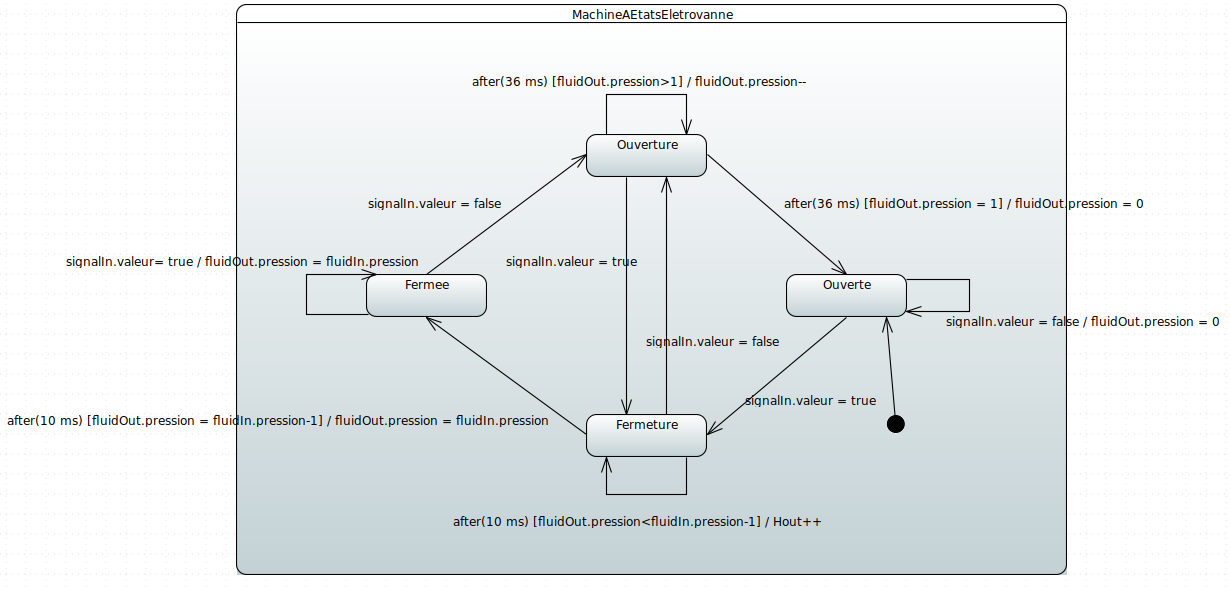 MachineAEtatsEletrovanne
after(36 ms) [fluidOut.pression>1] / fluidOut.pression--
Ouverture
signalIn.valeur = false
after(36 ms) [fluidOut.pression = 1] / fluidOut.pression = 0
signalIn.valeur= true / fluidOut.pression = fluidIn.pression
signalIn.valeur = true
Fermee
Ouverte
signalIn.valeur = false / fluidOut.pression = 0
signalIn.valeur = false
signalIn.valeur = true
after(10 ms) [fluidOut.pression = fluidIn.pression-1] / fluidOut.pression = fluidIn.pression
Fermeture
after(10 ms) [fluidOut.pression<fluidIn.pression-1] / Hout++